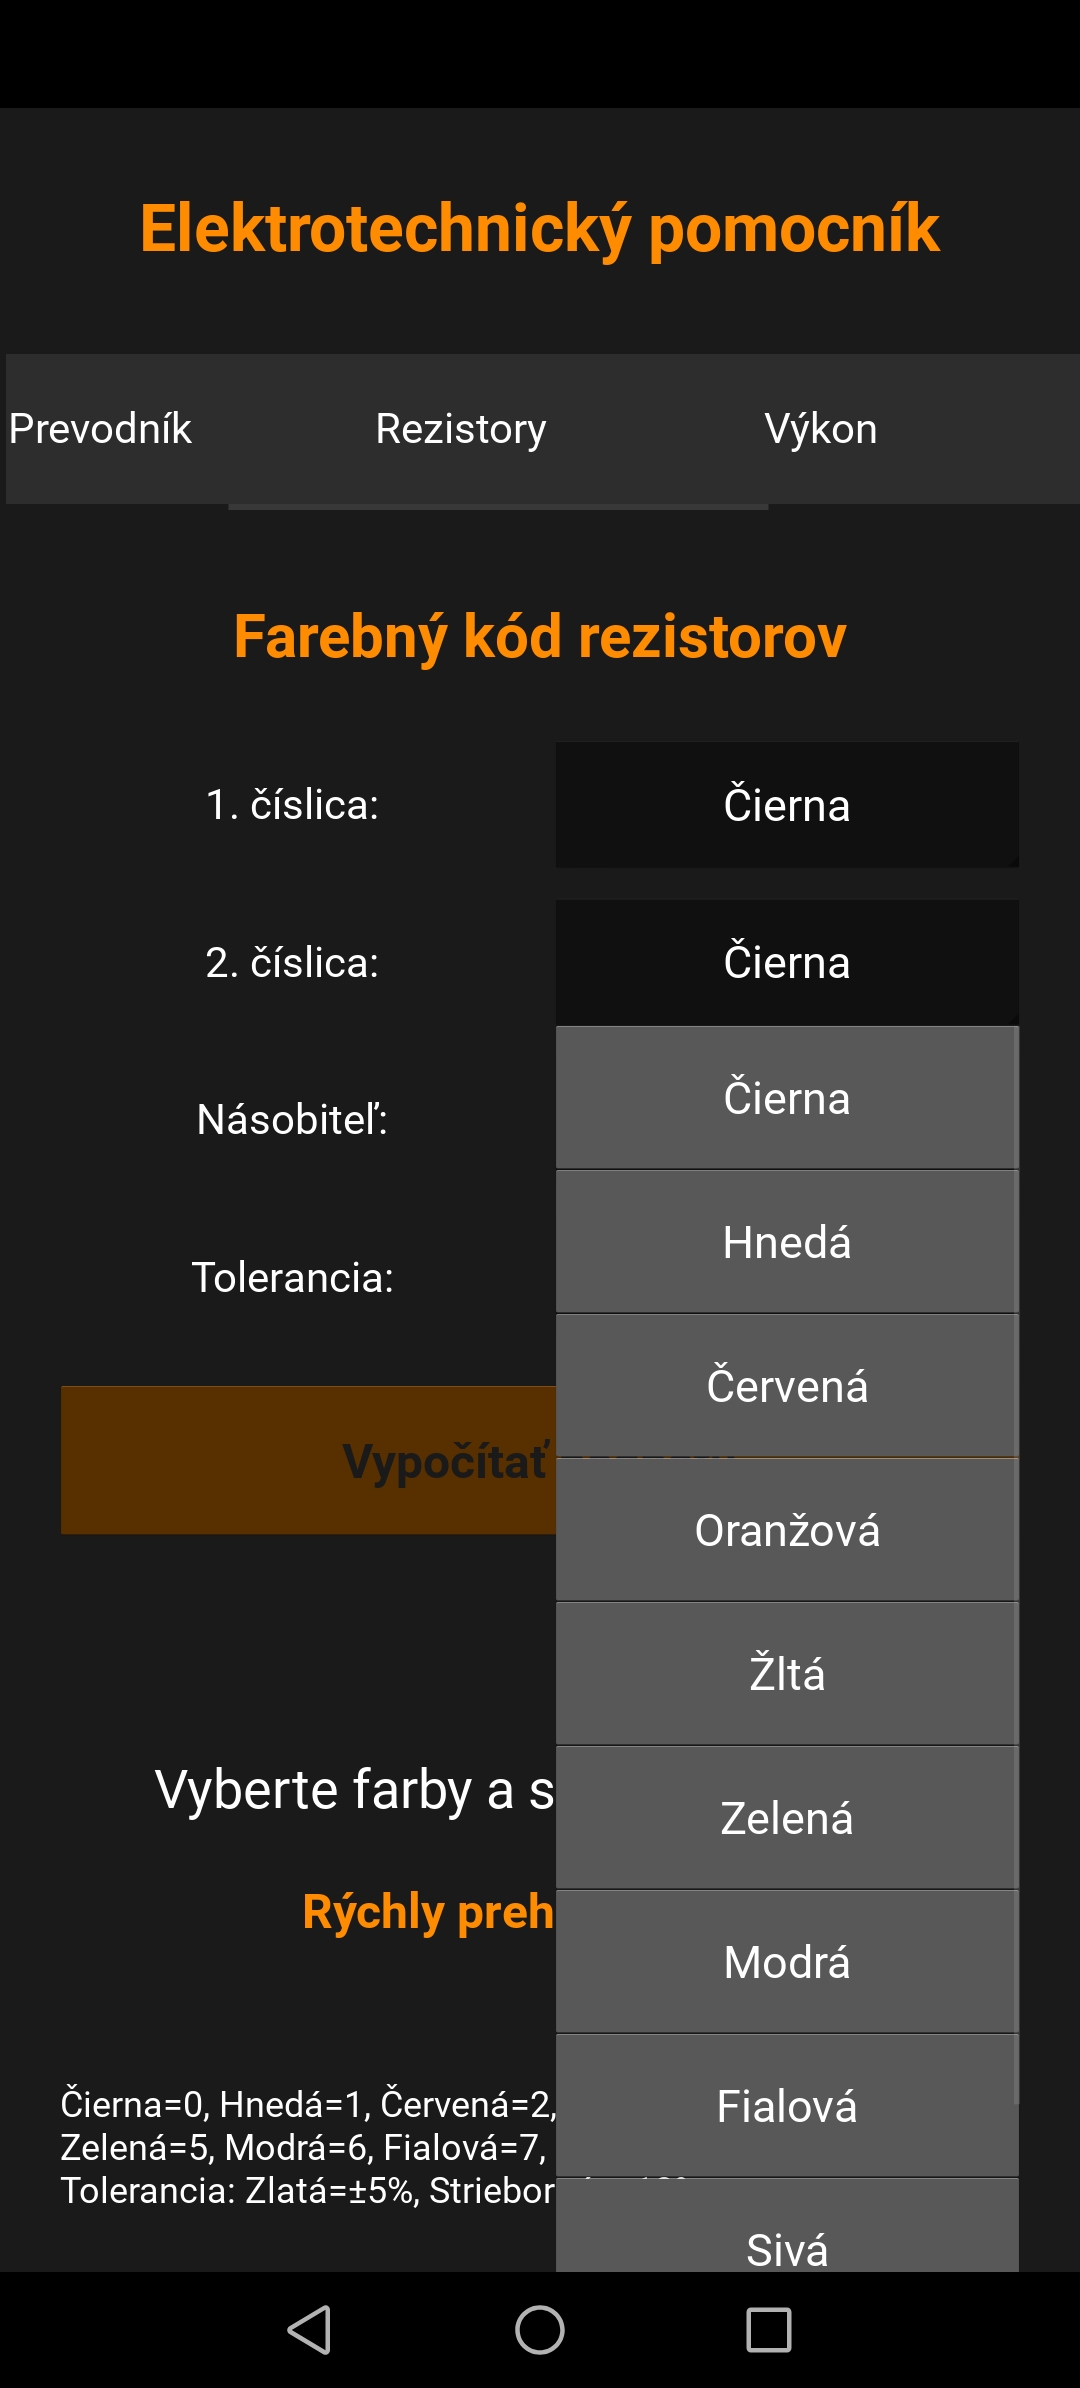 Elektrotechnický pomocník
Prevodník Rezistory Výkon
Farebný kód rezistorov
1. číslica: Čierna
2. číslica: Čierna
Čierna
Násobiteľ:
Hnedá
Tolerancia:
Červená
Vypočítať
Oranžová
Žltá
Vyberte farby a s
Zelená
Rýchly preh
Modrá
Čierna=0, Hnedá=1, Červená=2,
Fialová
Zelená=5, Modrá=6, Fialová=7,
Tolerancia: Zlatá=±5%, Striebor
Sivá